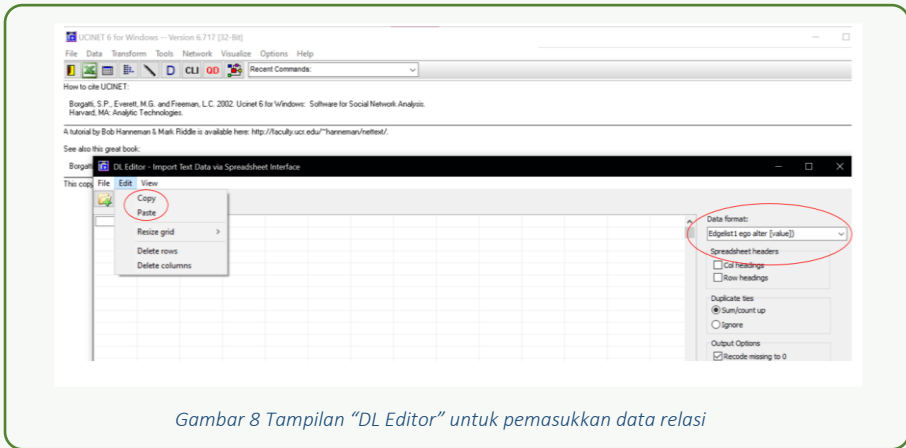 UCINET 6 for Windows -- Version 6.717 [32-Bit]
File Data Transform Tools Network Visualize Options Help
D CLI QD Recent Commands:
How to cite UCINET:
Borgatti, S.P., Everett, M.G. and Freeman, L.C. 2002. Ucinet 6 for Windows: Software for Social Network Analysis.
Harvard, MA: Analytic Technologies.
A tutorial by Bob Hanneman & Mark Riddle is available here: http://faculty.ucr.edu/~hanneman/nettext/.
See also this great book:
Borgatt
DL Editor - Import Text Data via Spreadsheet Interface
This copy
File Edit View
Copy
Paste
Resize grid
Delete rows
Delete columns
Data format:
Edgelist1 ego alter [value])
Spreadsheet headers
Col headings
Row headings
Duplicate ties
Sum/count up
Ignore
Output Options
Recode missing to 0
Gambar 8 Tampilan “DL Editor” untuk pemasukkan data relasi